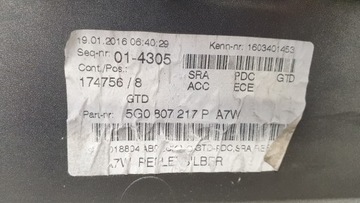 19.01.2016 06:40:29 Kenn-nr. 1603401453
Seq-nr. 01-4305
Cont./Pos.: SRA PDC GTD
174756 / 8 ACC ECE
GTD
Part-nr: 5G0 807 217 P A7W
A7W SILBER